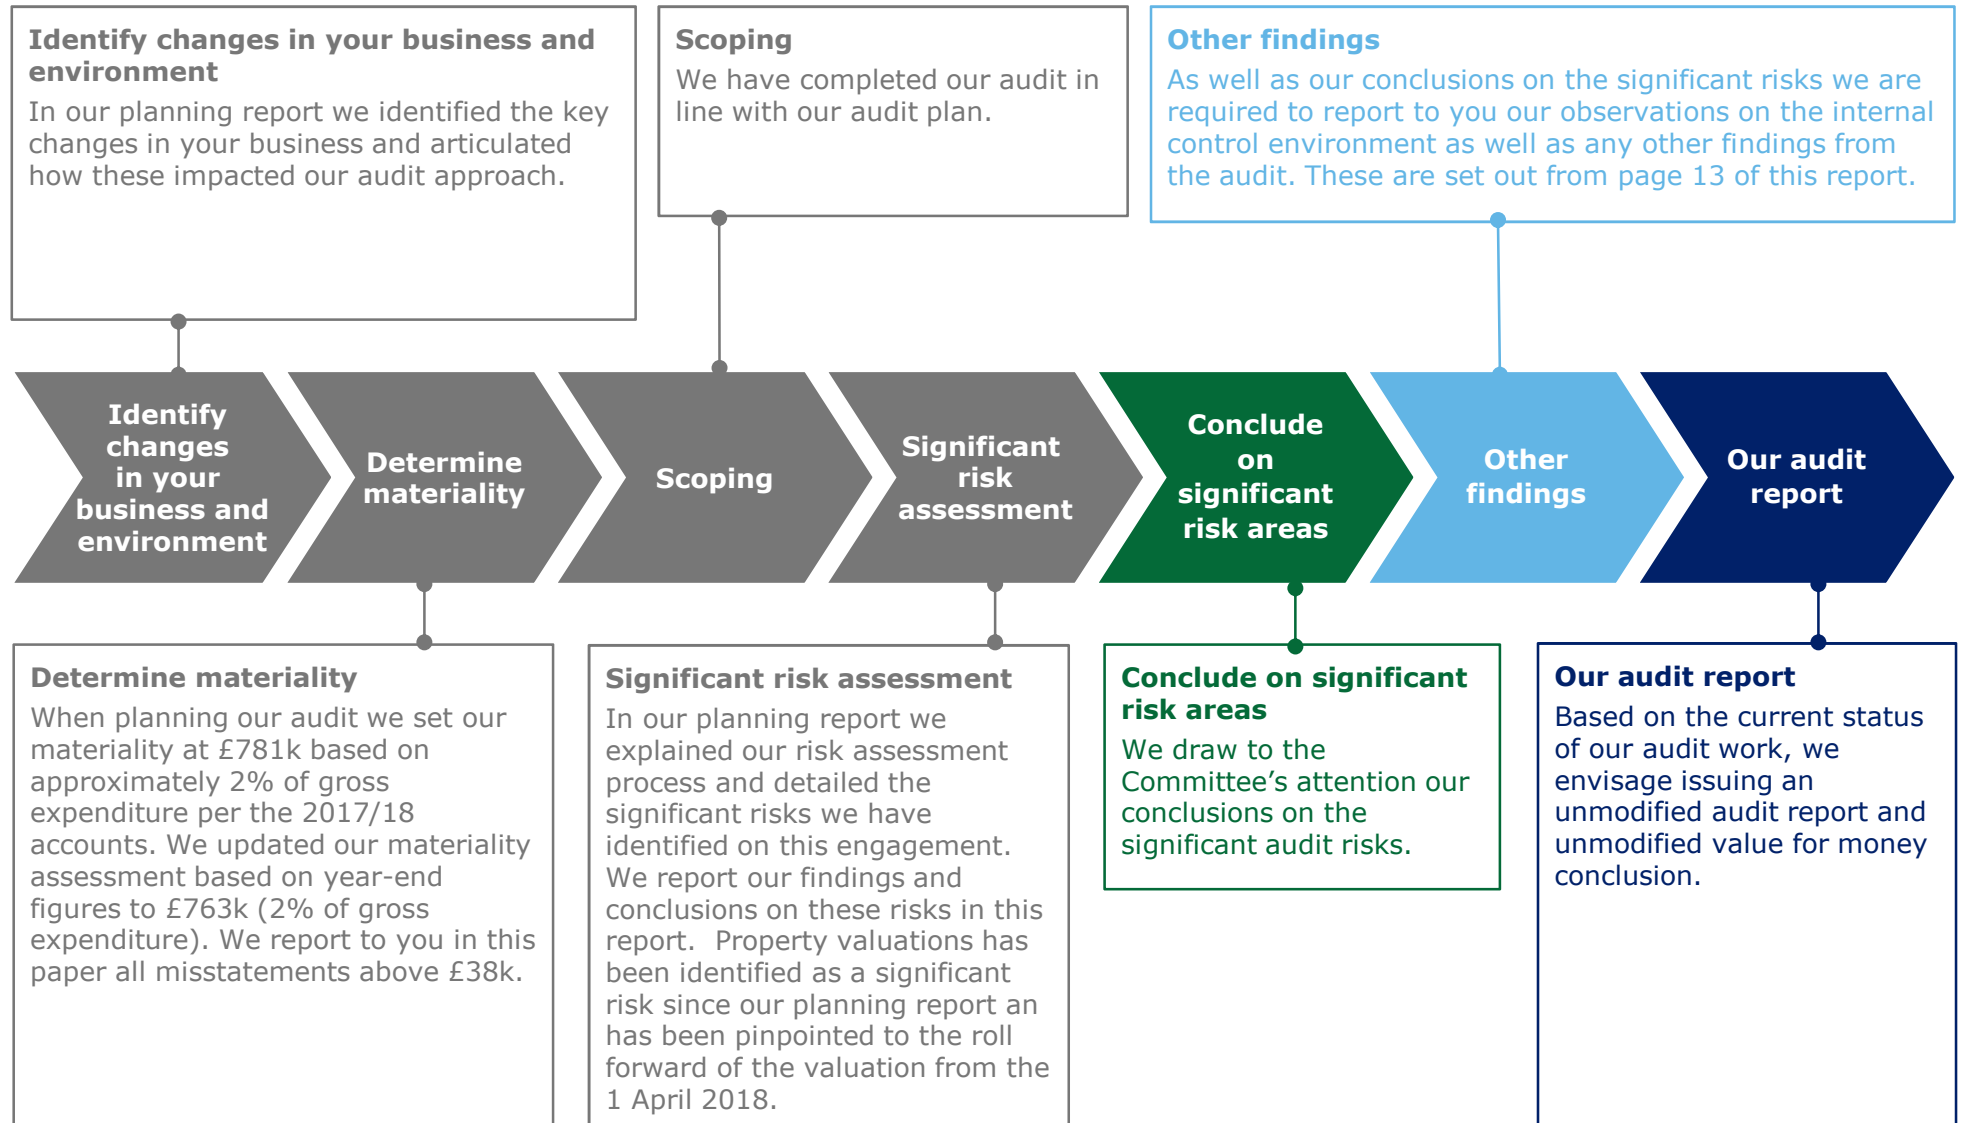 Identify changes in your business and
environment
In our planning report we identified the key
changes in your business and articulated
how these impacted our audit approach.
Scoping
We have completed our audit in
line with our audit plan.
Other findings
As well as our conclusions on the significant risks we are
required to report to you our observations on the internal
control environment as well as any other findings from
the audit. These are set out from page 13 of this report.
Identify
changes
in your
business and
environment
Determine
materiality
Scoping
Significant
risk
assessment
Conclude
on
significant
risk areas
Other
findings
Our audit
report
Determine materiality
When planning our audit we set our
materiality at £781k based on
approximately 2% of gross
expenditure per the 2017/18
accounts. We updated our materiality
assessment based on year-end
figures to £763k (2% of gross
expenditure). We report to you in this
paper all misstatements above £38k.
Significant risk assessment
In our planning report we
explained our risk assessment
process and detailed the
significant risks we have
identified on this engagement.
We report our findings and
conclusions on these risks in this
report.  Property valuations has
been identified as a significant
risk since our planning report an
has been pinpointed to the roll
forward of the valuation from the
1 April 2018.
Conclude on significant
risk areas
We draw to the
Committee’s attention our
conclusions on the
significant audit risks.
Our audit report
Based on the current status
of our audit work, we
envisage issuing an
unmodified audit report and
unmodified value for money
conclusion.